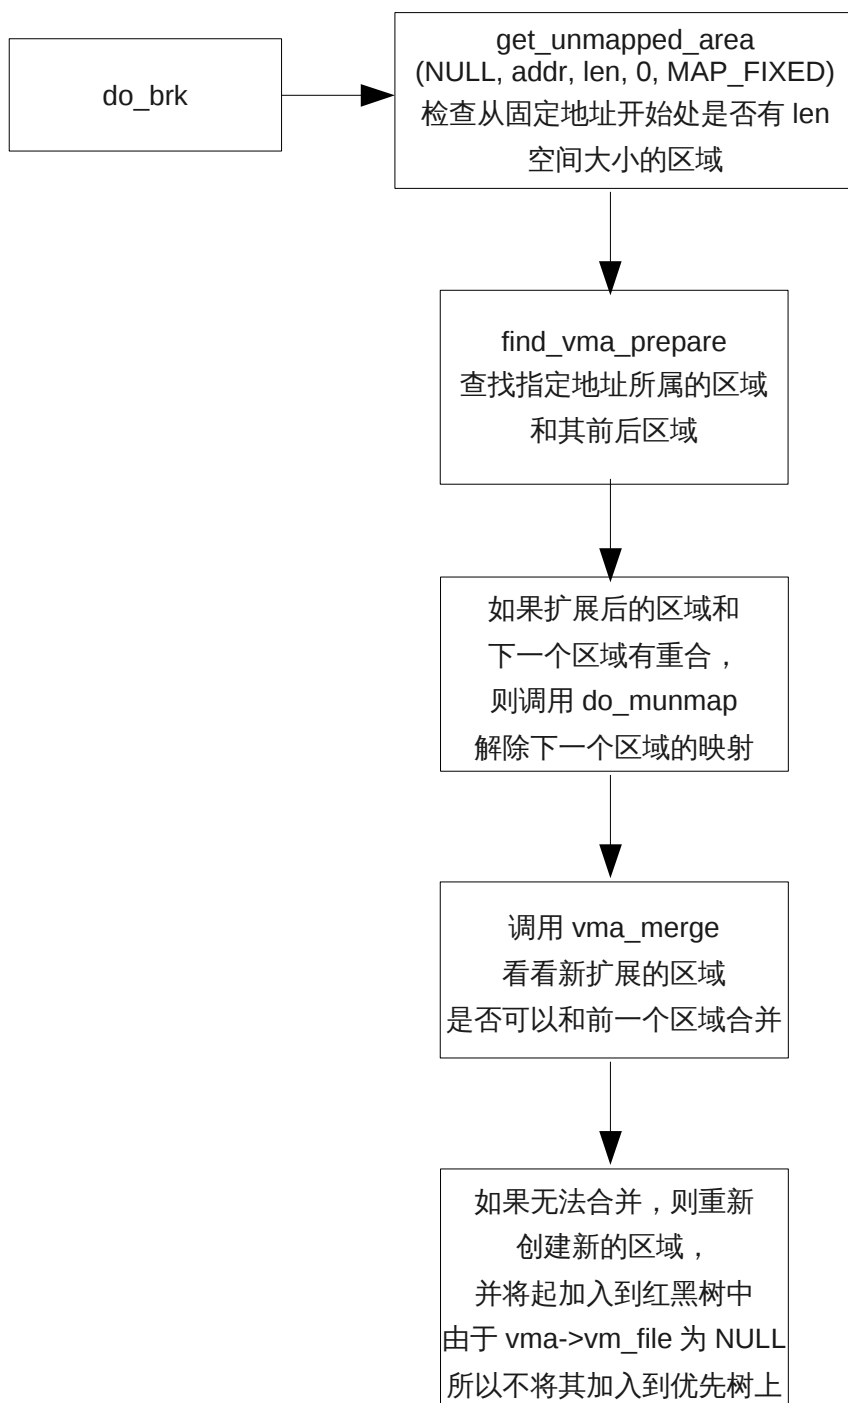 do_brk
get_unmapped_area
(NULL, addr, len, 0, MAP_FIXED)
检查从固定地址开始处是否有 len
空间大小的区域
find_vma_prepare
查找指定地址所属的区域
和其前后区域
如果扩展后的区域和
下一个区域有重合，
则调用 do_munmap
解除下一个区域的映射
调用 vma_merge
看看新扩展的区域
是否可以和前一个区域合并
如果无法合并，则重新
创建新的区域，
并将起加入到红黑树中
由于 vma->vm_file 为 NULL
所以不将其加入到优先树上